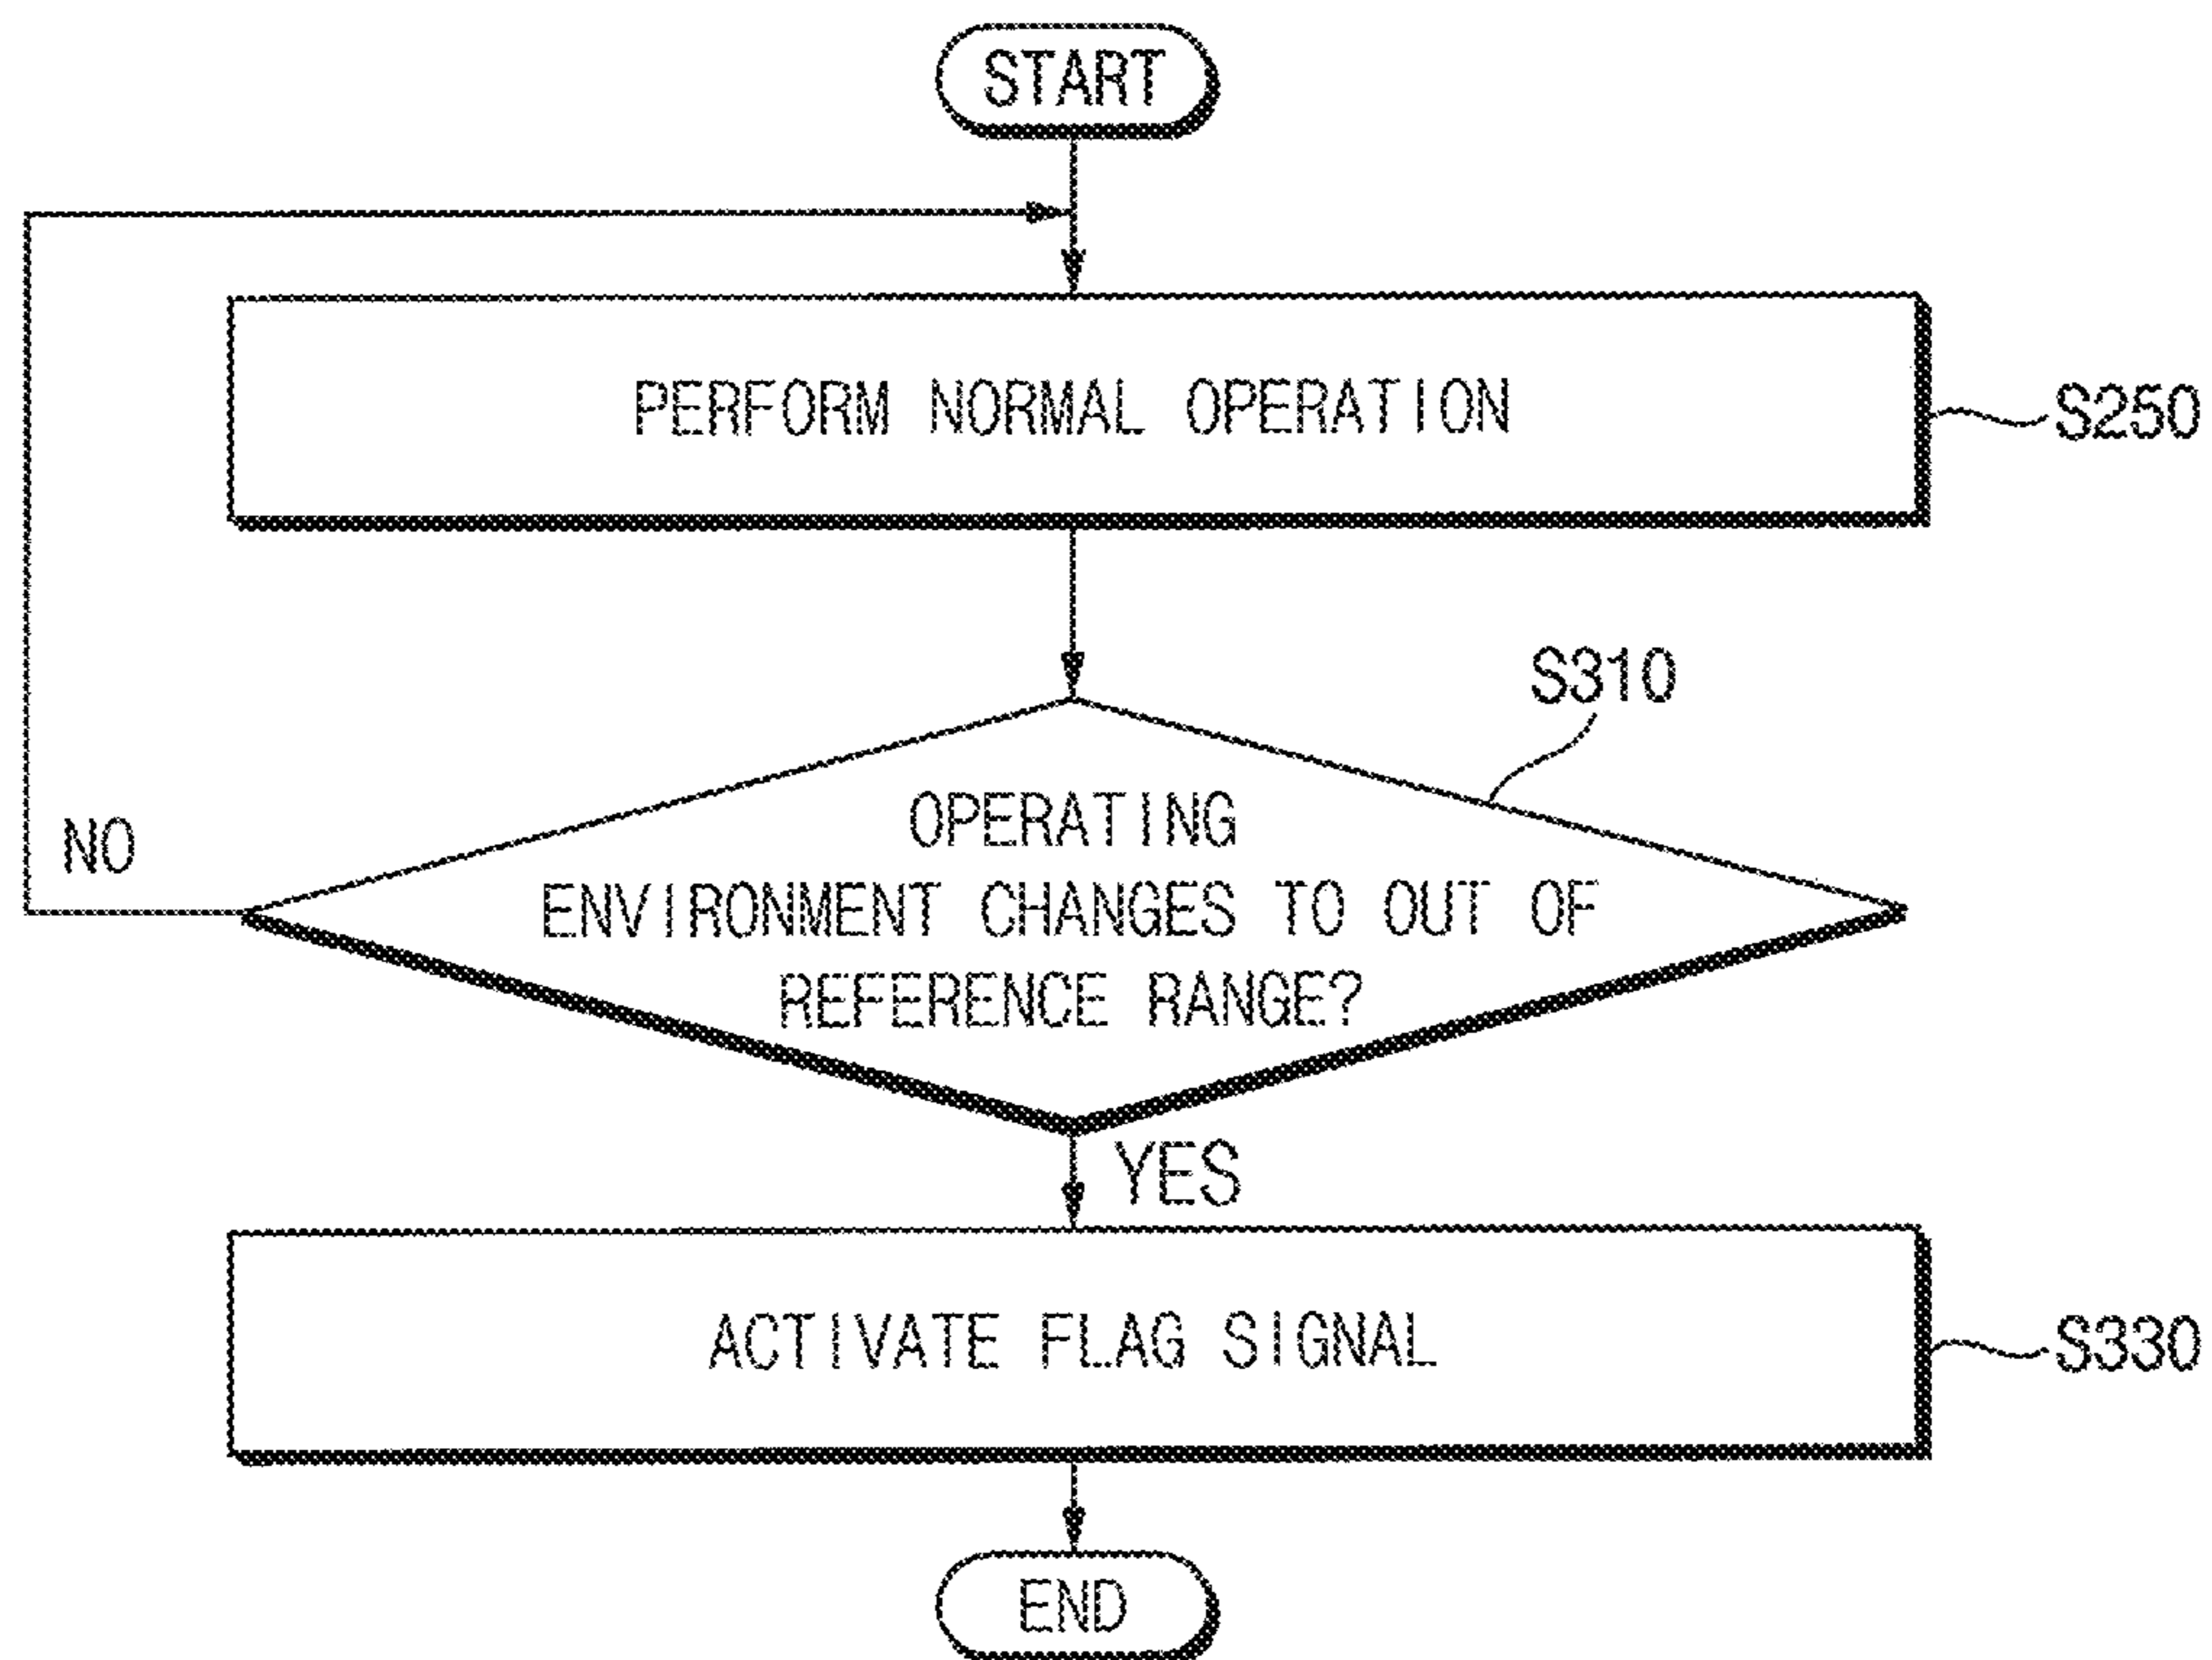 START
PERFORM NORMAL OPERATION
S250
S310
OPERATING
ENVIRONMENT CHANGES TO OUT OF
REFERENCE RANGE?
NO
YES
ACTIVATE FLAG SIGNAL
S330
END